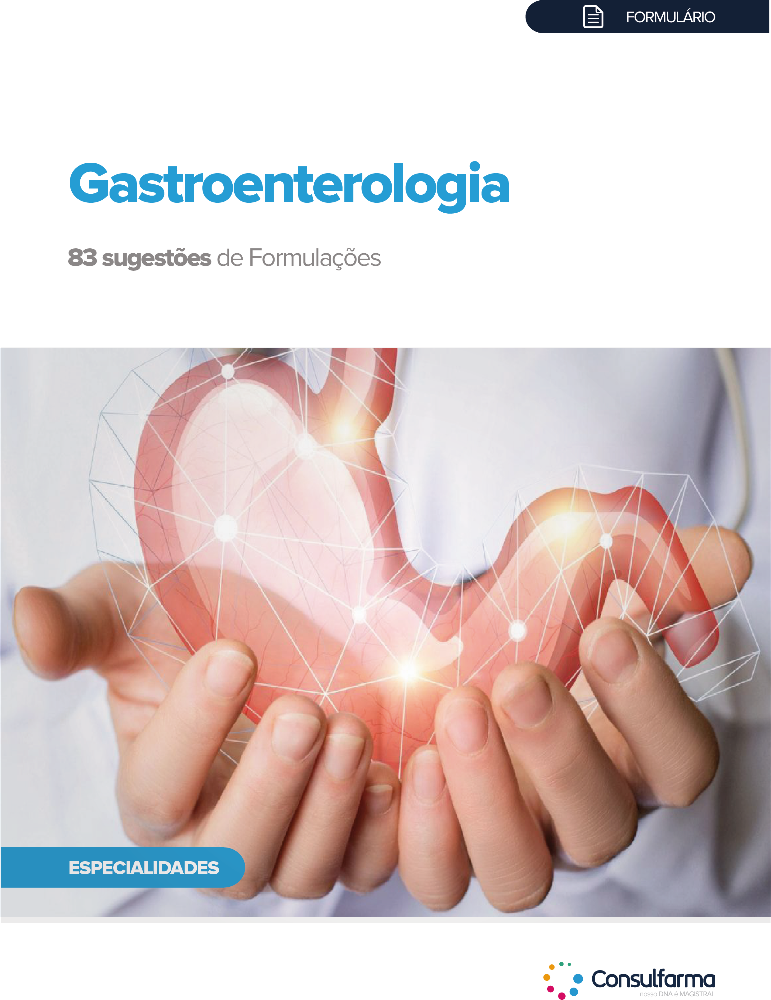 FORMULÁRIO
Gastroenterologia
83 sugestões de Formulações
ESPECIALIDADES
Consulfarma
nosso DNA é MAGISTRAL